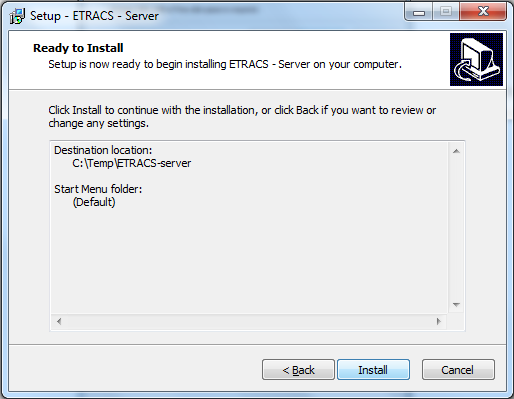 Setup - ETRACS - Server
Ready to Install
Setup is now ready to begin installing ETRACS - Server on your computer.
Click Install to continue with the installation, or click Back if you want to review or
change any settings.
Destination location:
C:\Temp\ETRACS-server
Start Menu folder:
(Default)
< Back
Install
Cancel